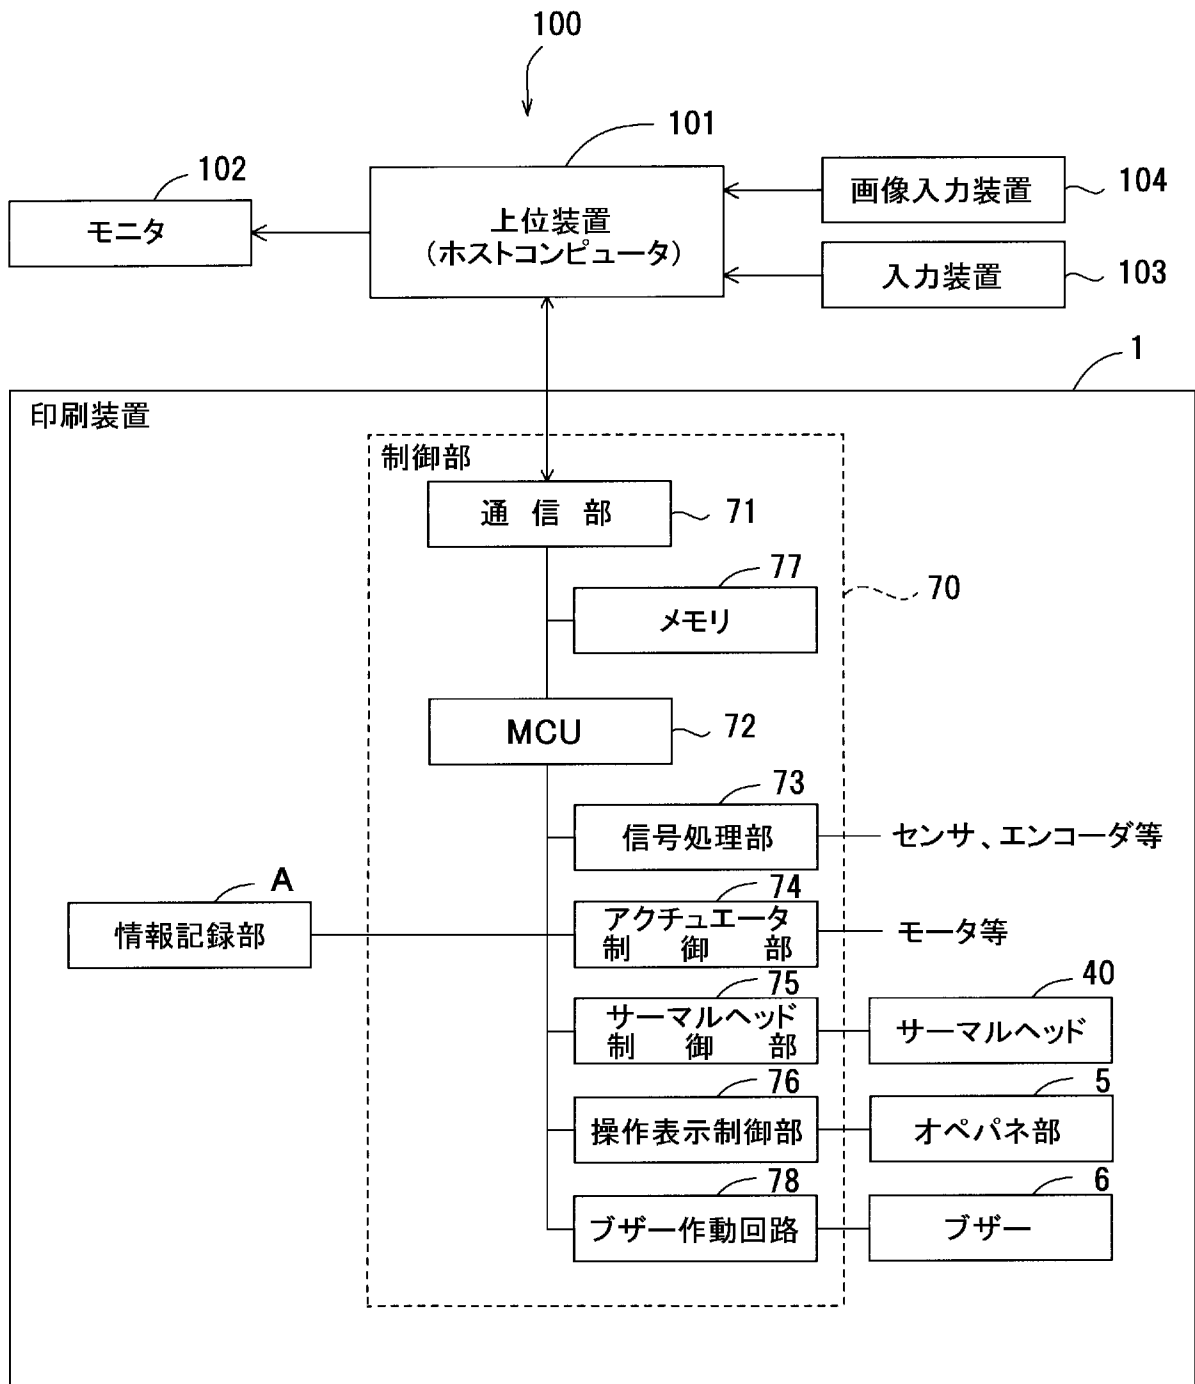 100
101
102
モニタ
上位装置
(ホストコンピュータ)
画像入力装置
104
入力装置
103
1
印刷装置
制御部
通信部
71
77
メモリ
70
MCU
72
73
信号処理部
センサ、エンコーダ等
A
情報記録部
74
アクチュエータ
制御部
モータ等
75
サーマルヘッド
制御部
40
サーマルヘッド
76
操作表示制御部
5
オペパネ部
78
ブザー作動回路
6
ブザー